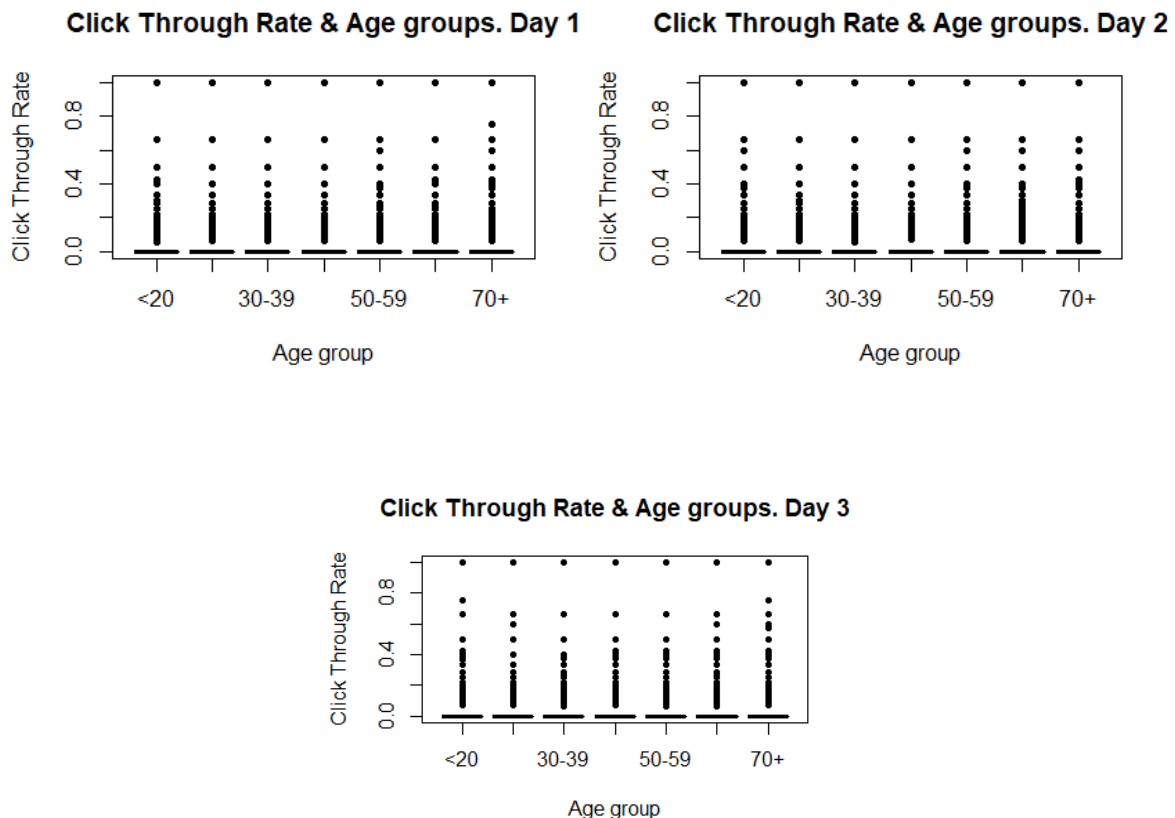 Click Through Rate & Age groups. Day 1
Click Through Rate
0.8
0.4
0.0
<20 30-39 50-59 70+
Age group
Click Through Rate & Age groups. Day 2
Click Through Rate
0.8
0.4
0.0
<20 30-39 50-59 70+
Age group
Click Through Rate & Age groups. Day 3
Click Through Rate
0.8
0.4
0.0
<20 30-39 50-59 70+
Age group